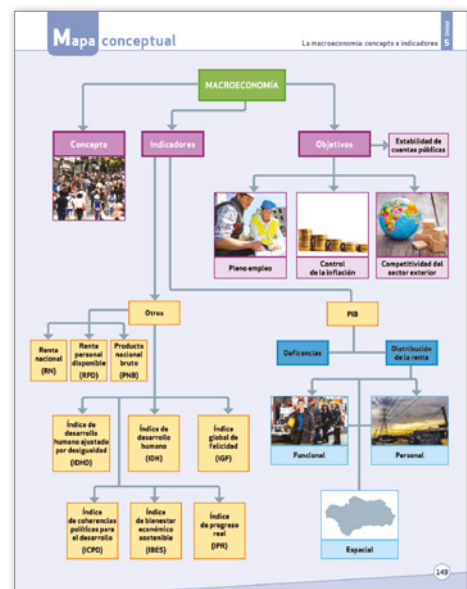 Mapa conceptual
La macroeconomía: concepto e indicadores
5 Unidad
MACROECONOMÍA
Concepto
Indicadores
Objetivos
Estabilidad de
cuentas públicas
Pleno empleo
Control
de la inflación
Competitividad del
sector exterior
Otros
PIB
Renta
nacional
(RN)
Renta
personal
disponible
(RPD)
Producto
nacional
bruto
(PNB)
Deficencias
Distribución
de la renta
Índice de
desarrollo
humano ajustado
por desigualdad
(IDHD)
Índice de
desarrollo
humano
(IDH)
Índice
global de
felicidad
(IGF)
Funcional
Personal
Índice
de coherencias
políticas para
el desarrollo
(ICPD)
Índice
de bienestar
económico
sostenible
(IBES)
Índice
de progreso
real
(IPR)
Espacial
149